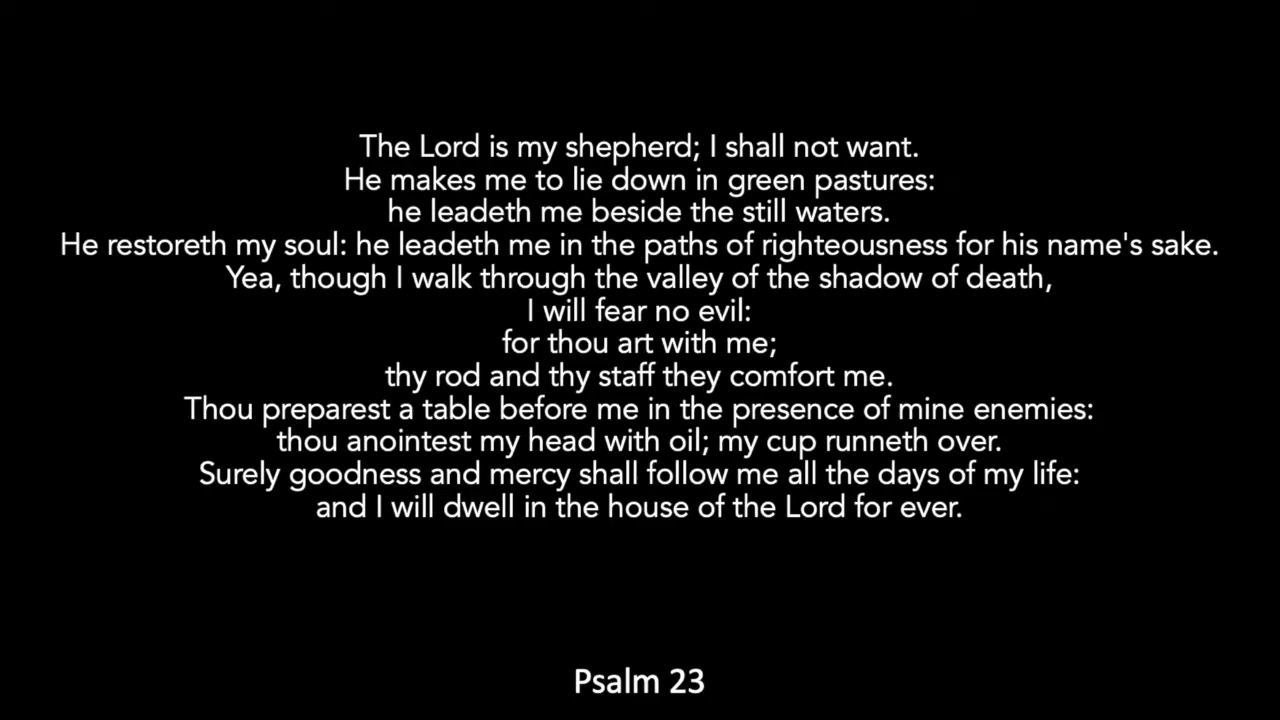 The Lord is my shepherd; I shall not want.
He makes me to lie down in green pastures:
he leadeth me beside the still waters.
He restoreth my soul: he leadeth me in the paths of righteousness for his name's sake.
Yea, though I walk through the valley of the shadow of death,
I will fear no evil:
for thou art with me;
thy rod and thy staff they comfort me.
Thou preparest a table before me in the presence of mine enemies:
thou anointest my head with oil; my cup runneth over.
Surely goodness and mercy shall follow me all the days of my life:
and I will dwell in the house of the Lord for ever.
Psalm 23